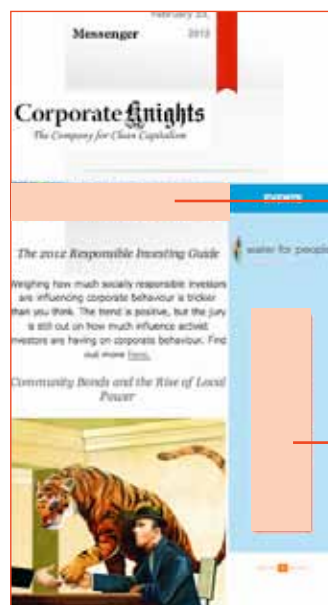 February 23,
Messenger 2012
Corporate Knights
The Company for Clean Capitalism
EVENTS
The 2012 Responsible Investing Guide
water for people
Weighing how much socially responsible investors
are influencing corporate behaviour is trickier
than you think. The trend is positive, but the jury
is still out on how much influence activist
investors are having on corporate behaviour. Find
out more here.
Community Bonds and the Rise of Local
Power